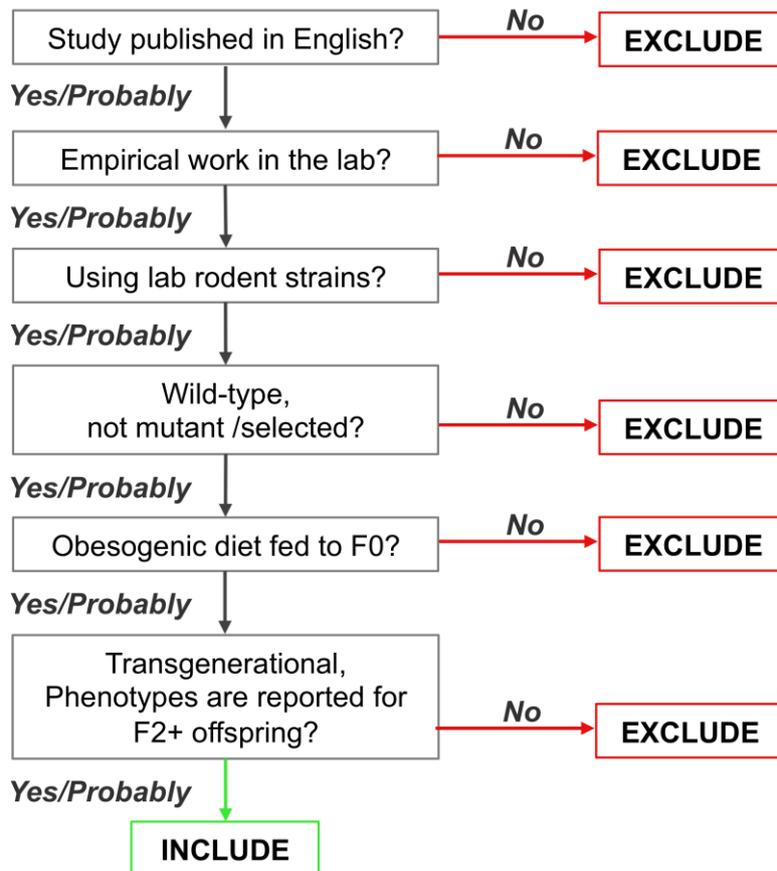 Study published in English?
No
EXCLUDE
Yes/Probably
Empirical work in the lab?
No
EXCLUDE
Yes/Probably
Using lab rodent strains?
No
EXCLUDE
Yes/Probably
Wild-type,
not mutant /selected?
No
EXCLUDE
Yes/Probably
Obesogenic diet fed to F0?
No
EXCLUDE
Yes/Probably
Transgenerational,
Phenotypes are reported for
F2+ offspring?
No
EXCLUDE
Yes/Probably
INCLUDE